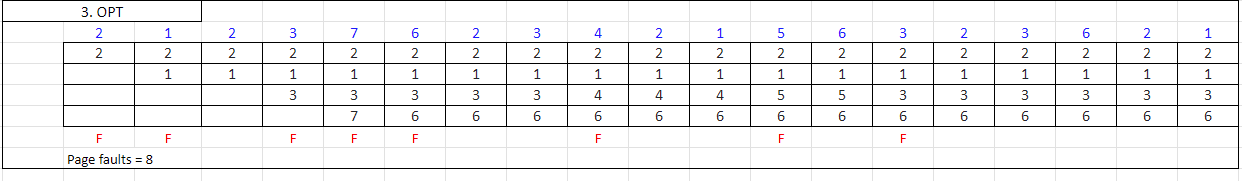 3. OPT
2 1 2 3 7 6 2 3 4 2 1 5 6 3 2 3 6 2 1
2 2 2 2 2 2 2 2 2 2 2 2 2 2 2 2 2 2 2
1 1 1 1 1 1 1 1 1 1 1 1 1 1 1 1 1 1
3 3 3 3 3 4 4 4 5 5 3 3 3 3 3 3
7 6 6 6 6 6 6 6 6 6 6 6 6 6 6
F F F F F F F F
Page faults = 8